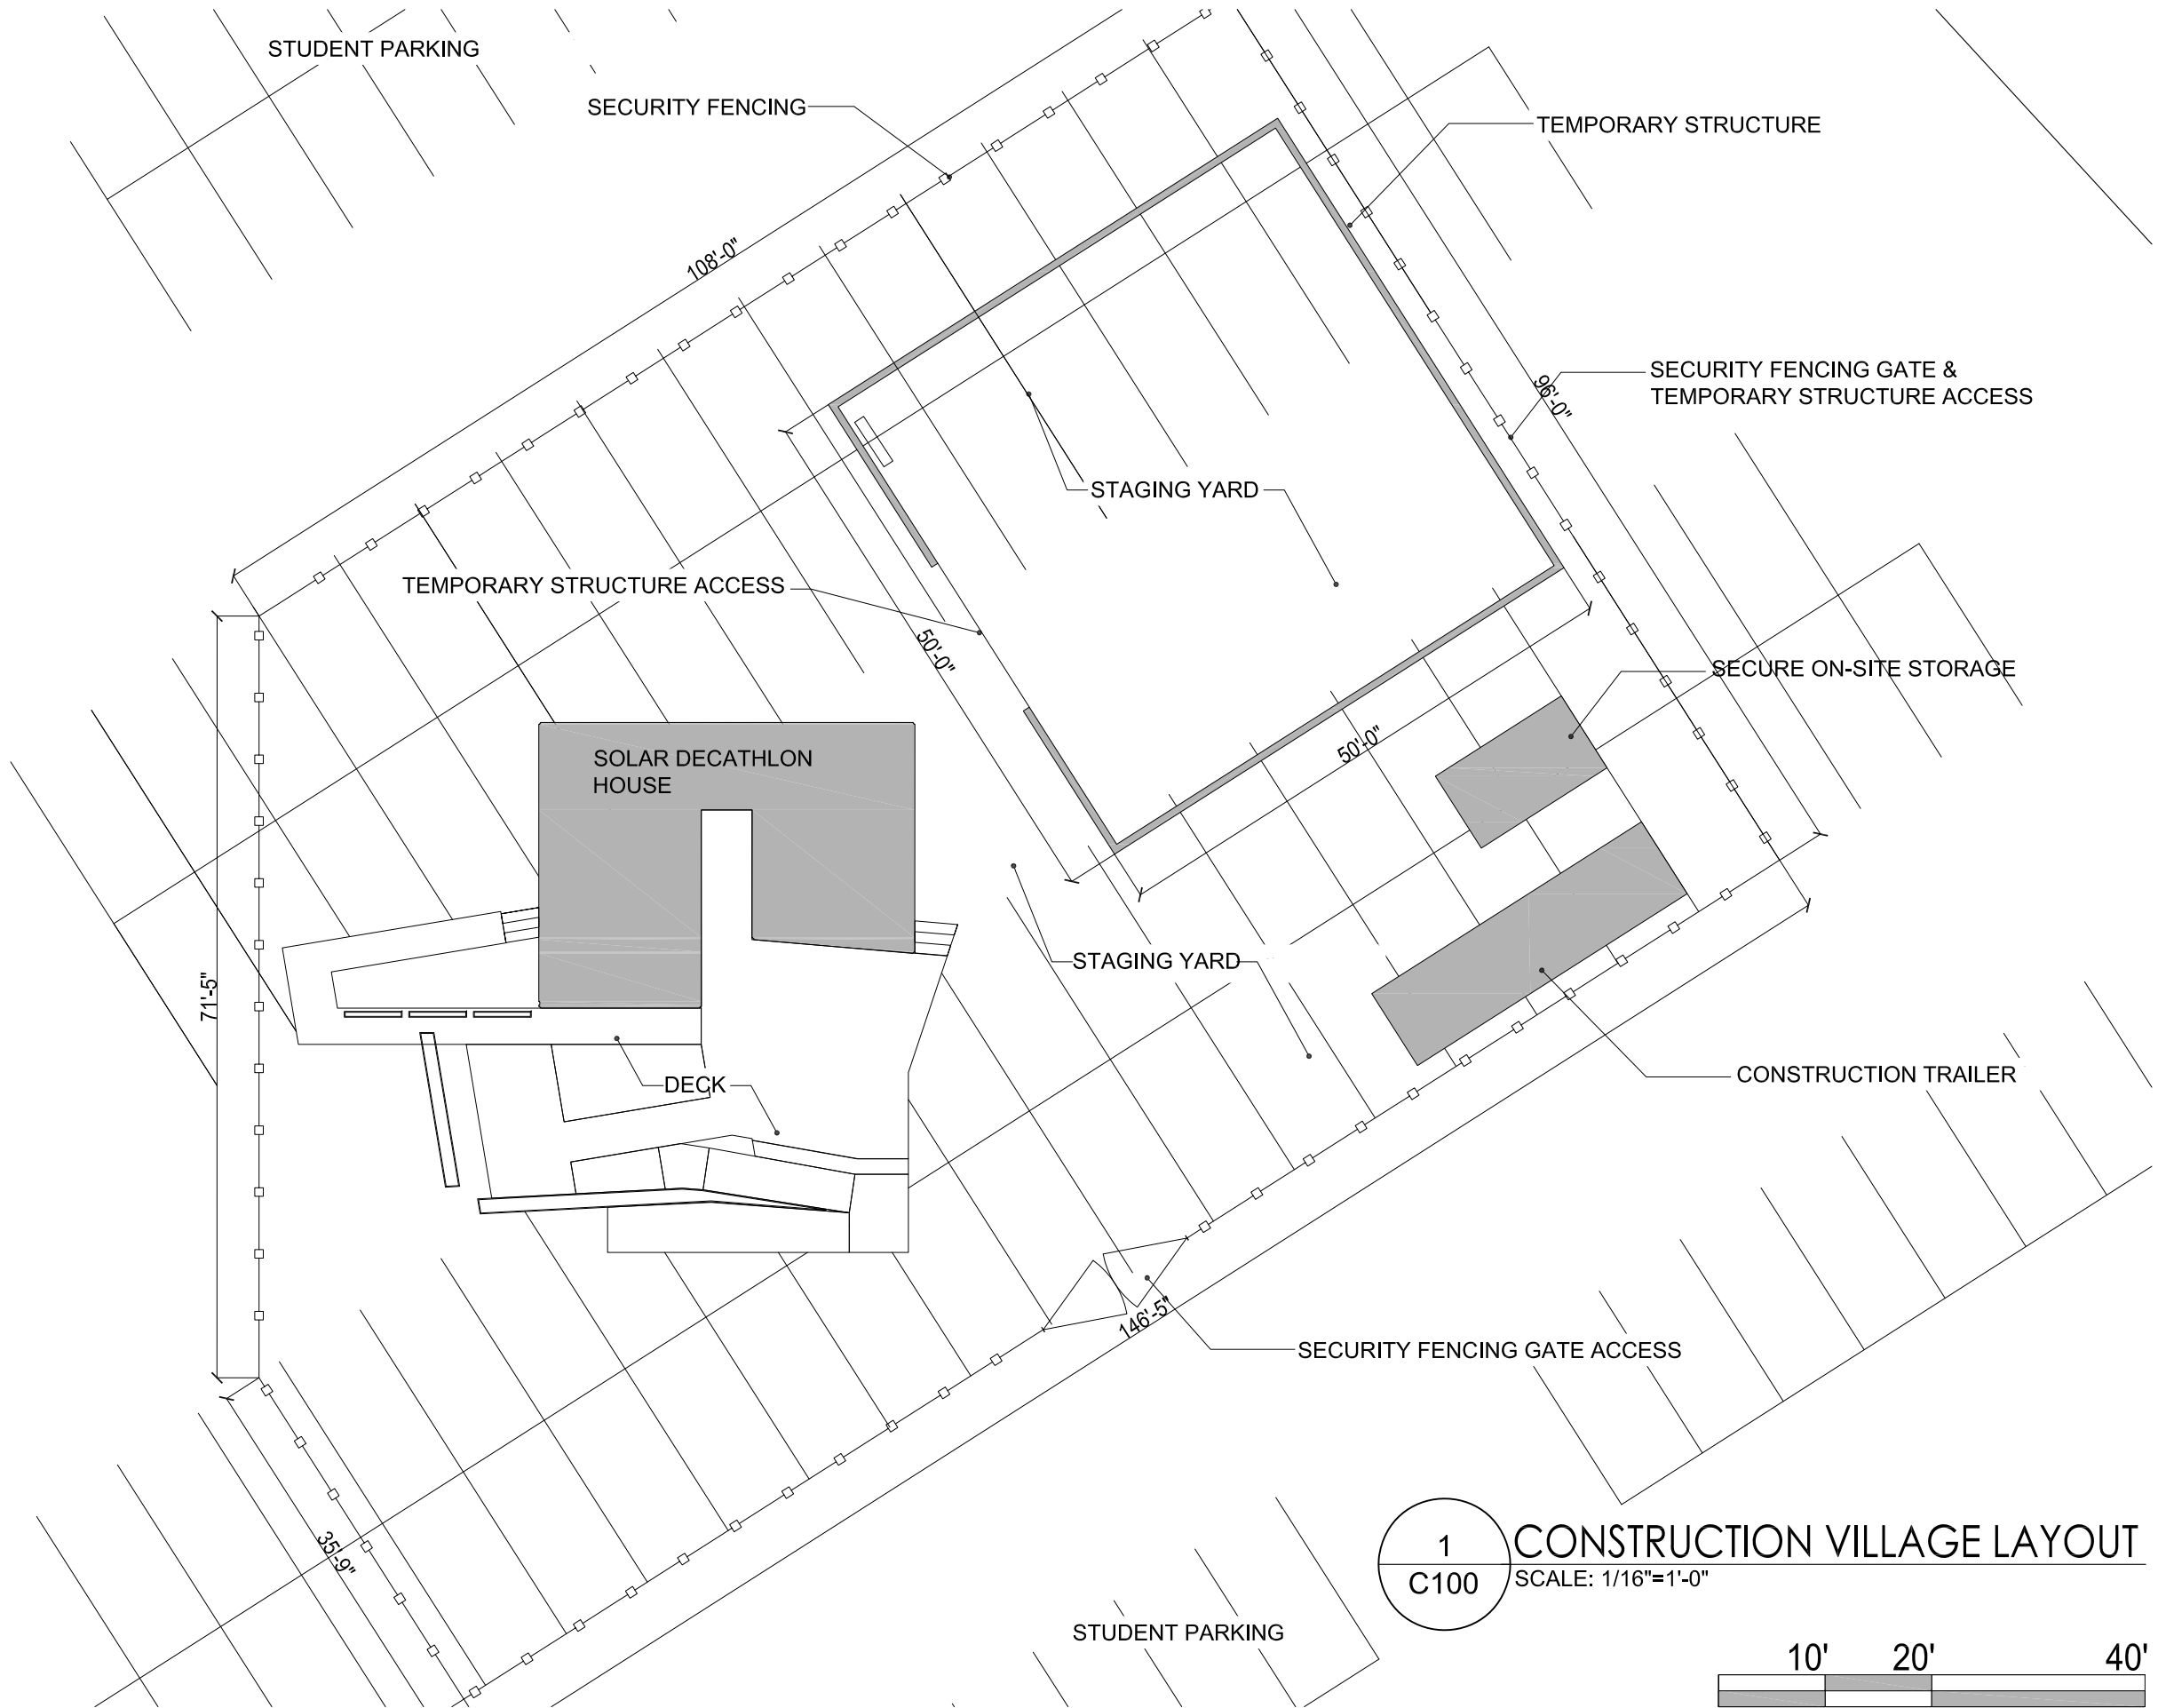 STUDENT PARKING
SECURITY FENCING
TEMPORARY STRUCTURE
108'-0"
SECURITY FENCING GATE &
TEMPORARY STRUCTURE ACCESS
96'-0"
STAGING YARD
TEMPORARY STRUCTURE ACCESS
50'-0"
SECURE ON-SITE STORAGE
50'-0"
SOLAR DECATHLON
HOUSE
STAGING YARD
71'-5"
DECK
CONSTRUCTION TRAILER
146'-5"
SECURITY FENCING GATE ACCESS
35'-9"
1
CONSTRUCTION VILLAGE LAYOUT
C100
SCALE: 1/16"=1'-0"
STUDENT PARKING
10' 20' 40'